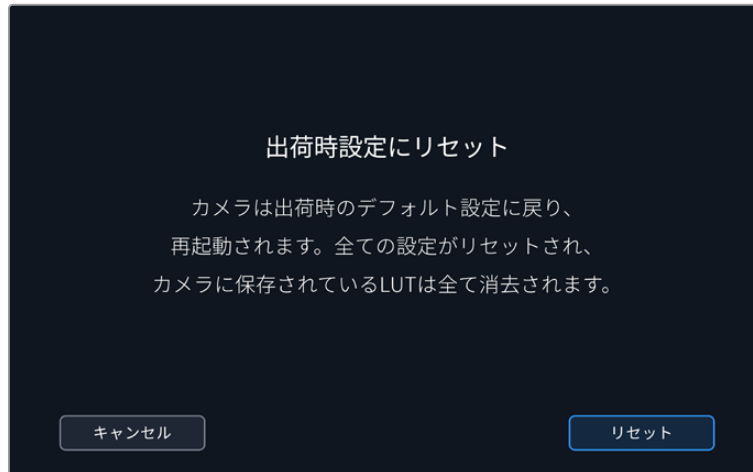 出荷時設定にリセット
カメラは出荷時のデフォルト設定に戻り、
再起動されます。全ての設定がリセットされ、
カメラに保存されているLUTは全て消去されます。
キャンセル
リセット